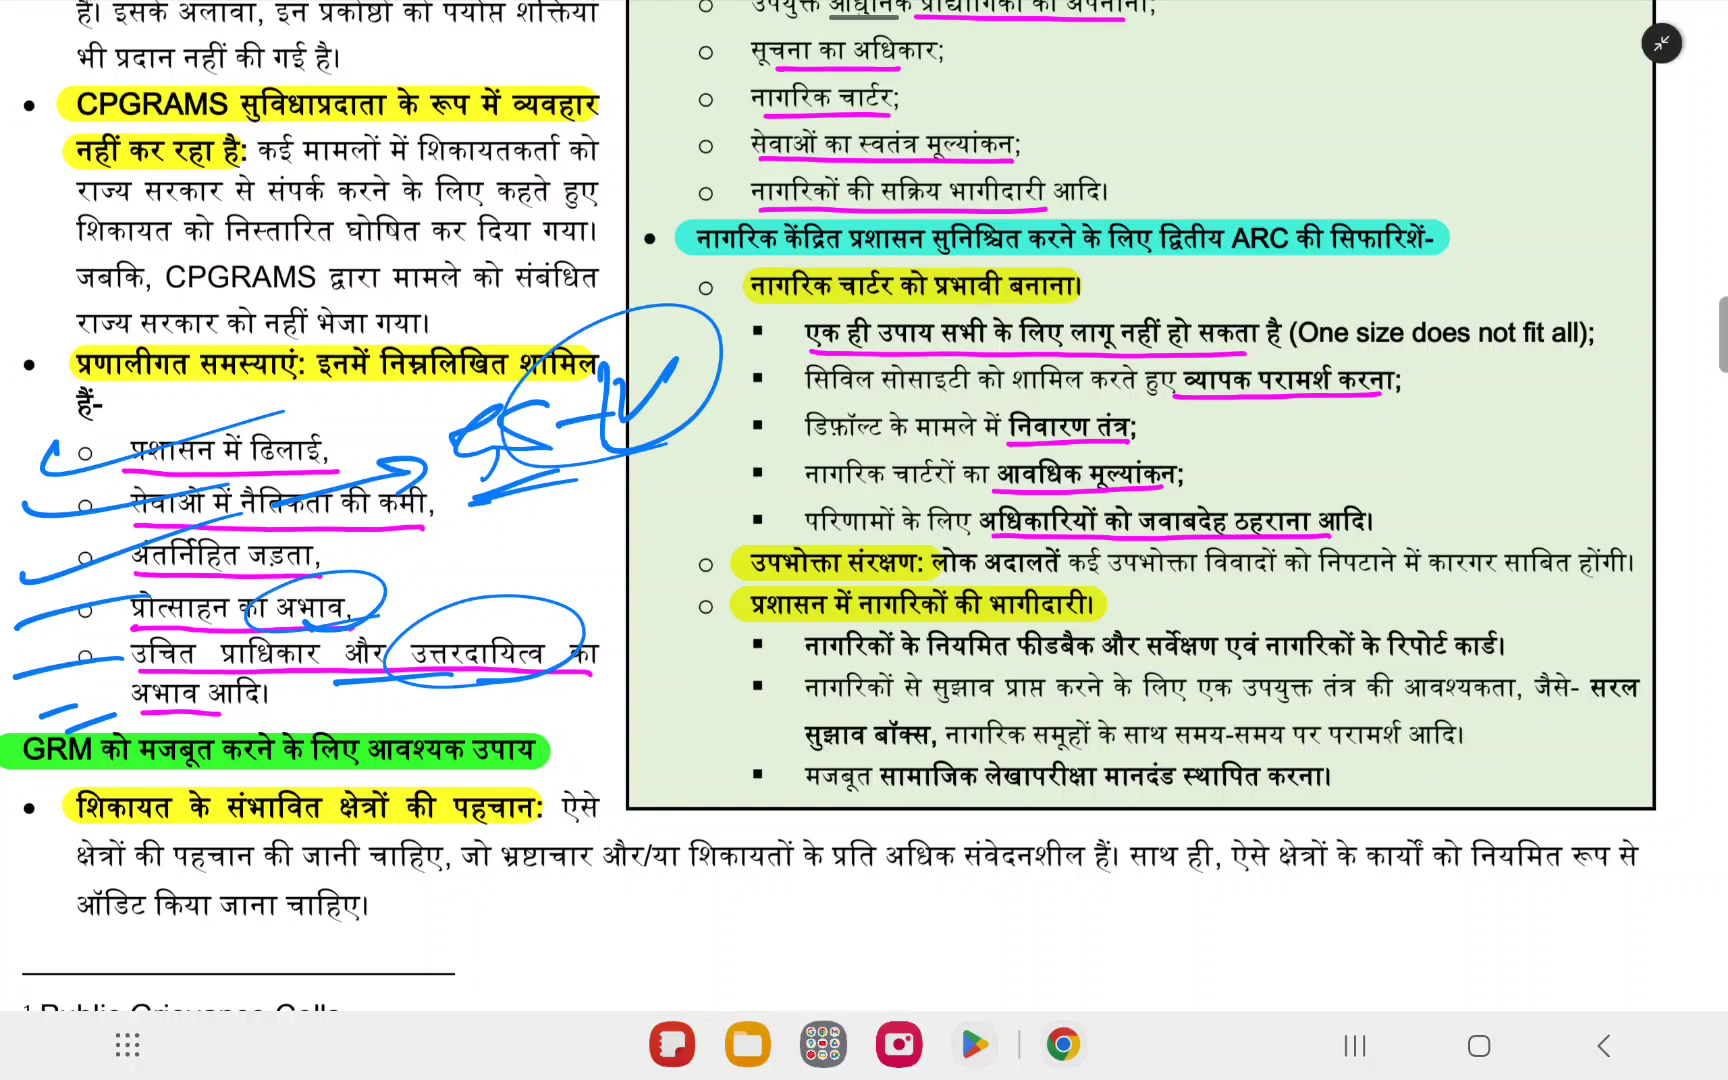 है। इसके अलावा, इन प्रकोष्ठों को पर्याप्त शक्तियां
भी प्रदान नहीं की गई है।
CPGRAMS सुविधाप्रदाता के रूप में व्यवहार
नहीं कर रहा है: कई मामलों में शिकायतकर्ता को
राज्य सरकार से संपर्क करने के लिए कहते हुए
शिकायत को निस्तारित घोषित कर दिया गया।
जबकि, CPGRAMS द्वारा मामले को संबंधित
राज्य सरकार को नहीं भेजा गया।
प्रणालीगत समस्याएं: इनमें निम्नलिखित शामिल
हैं-
प्रशासन में ढिलाई,
सेवाओं में नैतिकता की कमी,
अंतर्निहित जड़ता,
प्रोत्साहन का अभाव,
उचित प्राधिकार और उत्तरदायित्व का
अभाव आदि।
GRM को मजबूत करने के लिए आवश्यक उपाय
शिकायत के संभावित क्षेत्रों की पहचान: ऐसे
उपयुक्त आधुनिक प्रौद्योगिकी को अपनाना;
सूचना का अधिकार;
नागरिक चार्टर;
सेवाओं का स्वतंत्र मूल्यांकन;
नागरिकों की सक्रिय भागीदारी आदि।
नागरिक केंद्रित प्रशासन सुनिश्चित करने के लिए द्वितीय ARC की सिफारिशें-
नागरिक चार्टर को प्रभावी बनाना।
एक ही उपाय सभी के लिए लागू नहीं हो सकता है (One size does not fit all);
सिविल सोसाइटी को शामिल करते हुए व्यापक परामर्श करना;
डिफ़ॉल्ट के मामले में निवारण तंत्र;
नागरिक चार्टरों का आवधिक मूल्यांकन;
परिणामों के लिए अधिकारियों को जवाबदेह ठहराना आदि।
उपभोक्ता संरक्षण: लोक अदालतें कई उपभोक्ता विवादों को निपटाने में कारगर साबित होंगी।
प्रशासन में नागरिकों की भागीदारी।
नागरिकों के नियमित फीडबैक और सर्वेक्षण एवं नागरिकों के रिपोर्ट कार्ड।
नागरिकों से सुझाव प्राप्त करने के लिए एक उपयुक्त तंत्र की आवश्यकता, जैसे- सरल
सुझाव बॉक्स, नागरिक समूहों के साथ समय-समय पर परामर्श आदि।
मजबूत सामाजिक लेखापरीक्षा मानदंड स्थापित करना।
क्षेत्रों की पहचान की जानी चाहिए, जो भ्रष्टाचार और/या शिकायतों के प्रति अधिक संवेदनशील हैं। साथ ही, ऐसे क्षेत्रों के कार्यों को नियमित रूप से
ऑडिट किया जाना चाहिए।
1 Public Grievance Cells